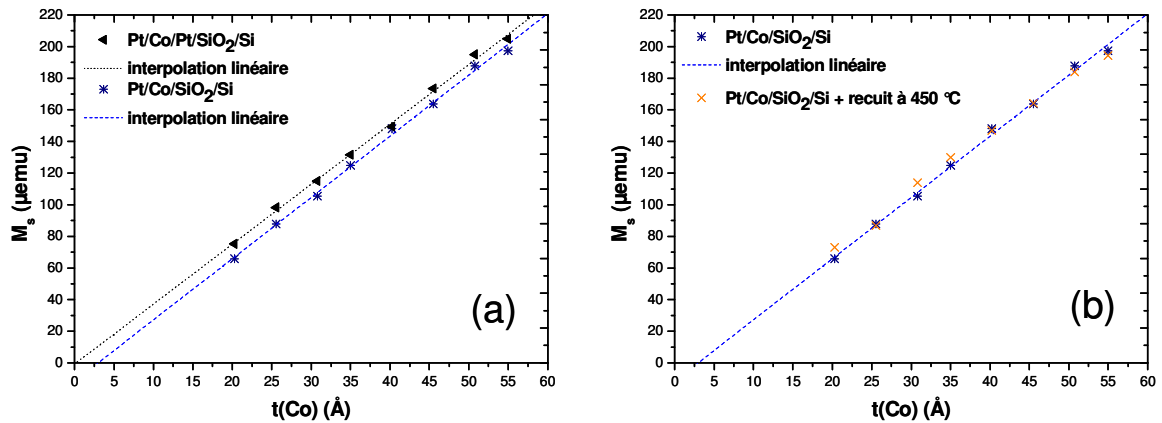 Pt/Co/Pt/SiO2/Si
interpolation linéaire
Pt/Co/SiO2/Si
interpolation linéaire
(a)
Ms (µemu)
220
200
180
160
140
120
100
80
60
40
20
0
0 5 10 15 20 25 30 35 40 45 50 55 60
t(Co) (Å)
Pt/Co/SiO2/Si
interpolation linéaire
Pt/Co/SiO2/Si + recuit à 450 °C
(b)
Ms (µemu)
220
200
180
160
140
120
100
80
60
40
20
0
0 5 10 15 20 25 30 35 40 45 50 55 60
t(Co) (Å)